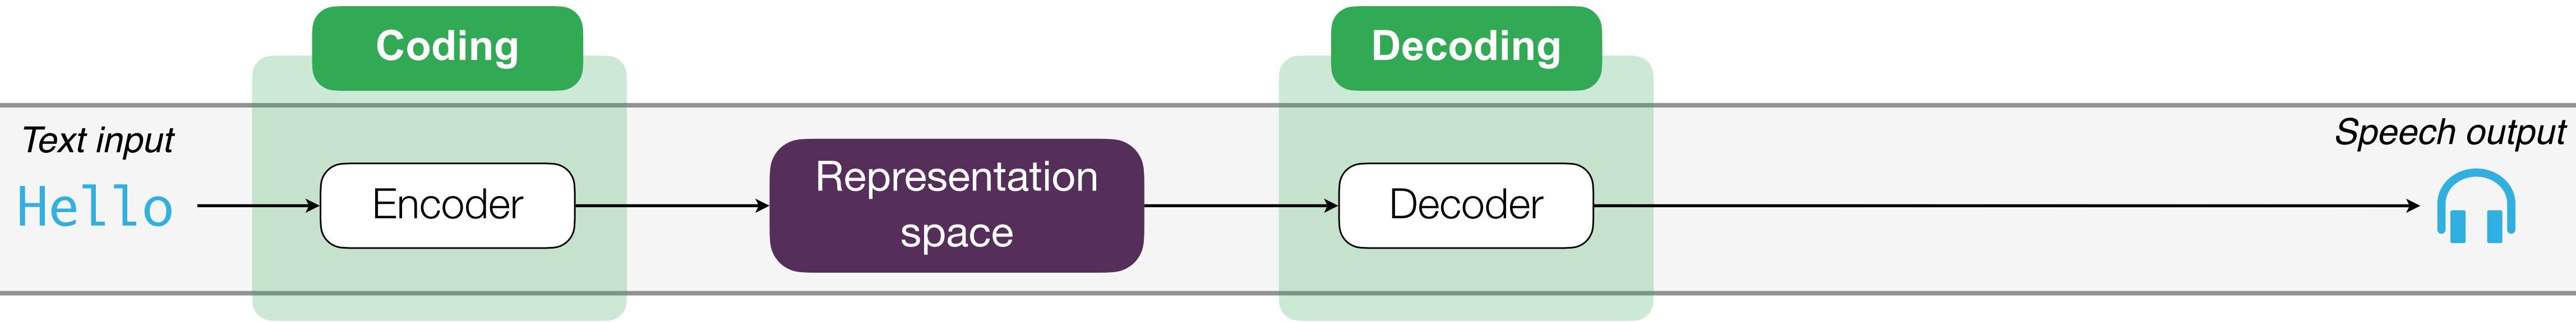 Coding
Decoding
Text input
Speech output
Hello
Encoder
Representation
space
Decoder